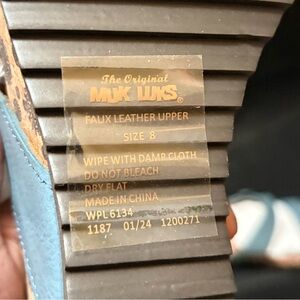 The Original
MUK LUKS®
FAUX LEATHER UPPER
SIZE 8
WIPE WITH DAMP CLOTH
DO NOT BLEACH
DRY FLAT
MADE IN CHINA
WPL 6134
1187 01/24 1200271